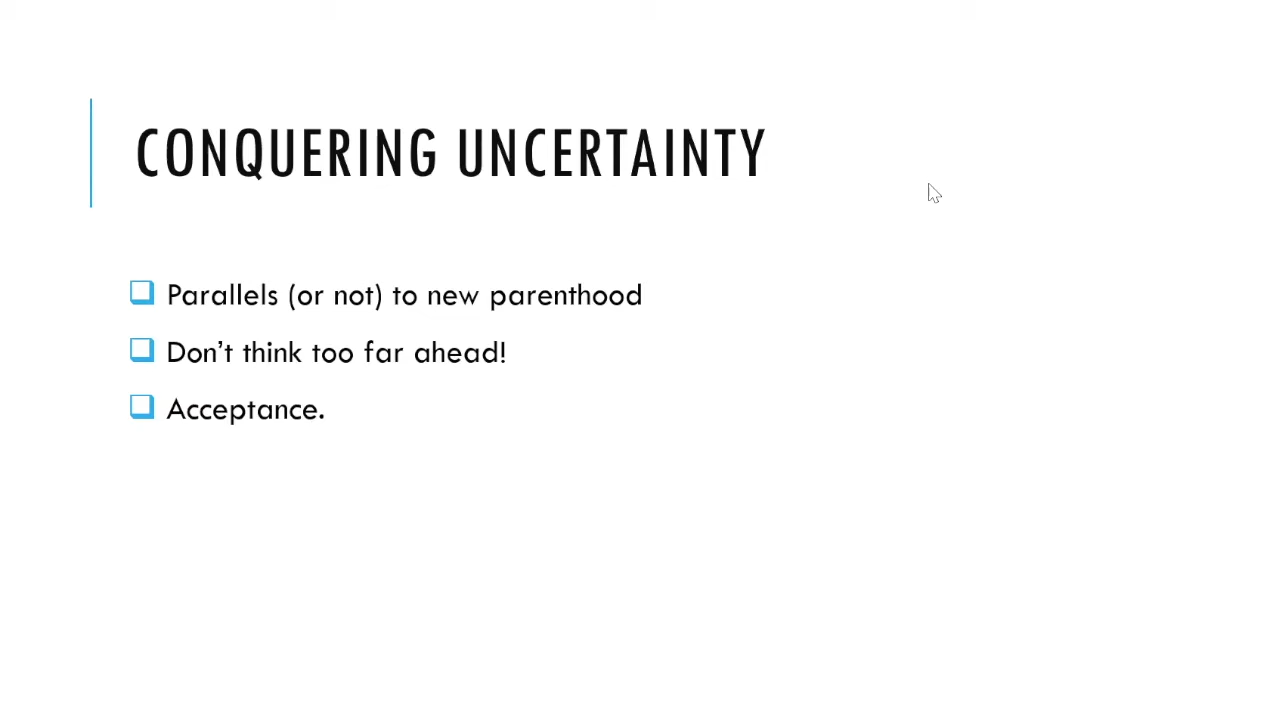 CONQUERING UNCERTAINTY
Parallels (or not) to new parenthood
Don’t think too far ahead!
Acceptance.